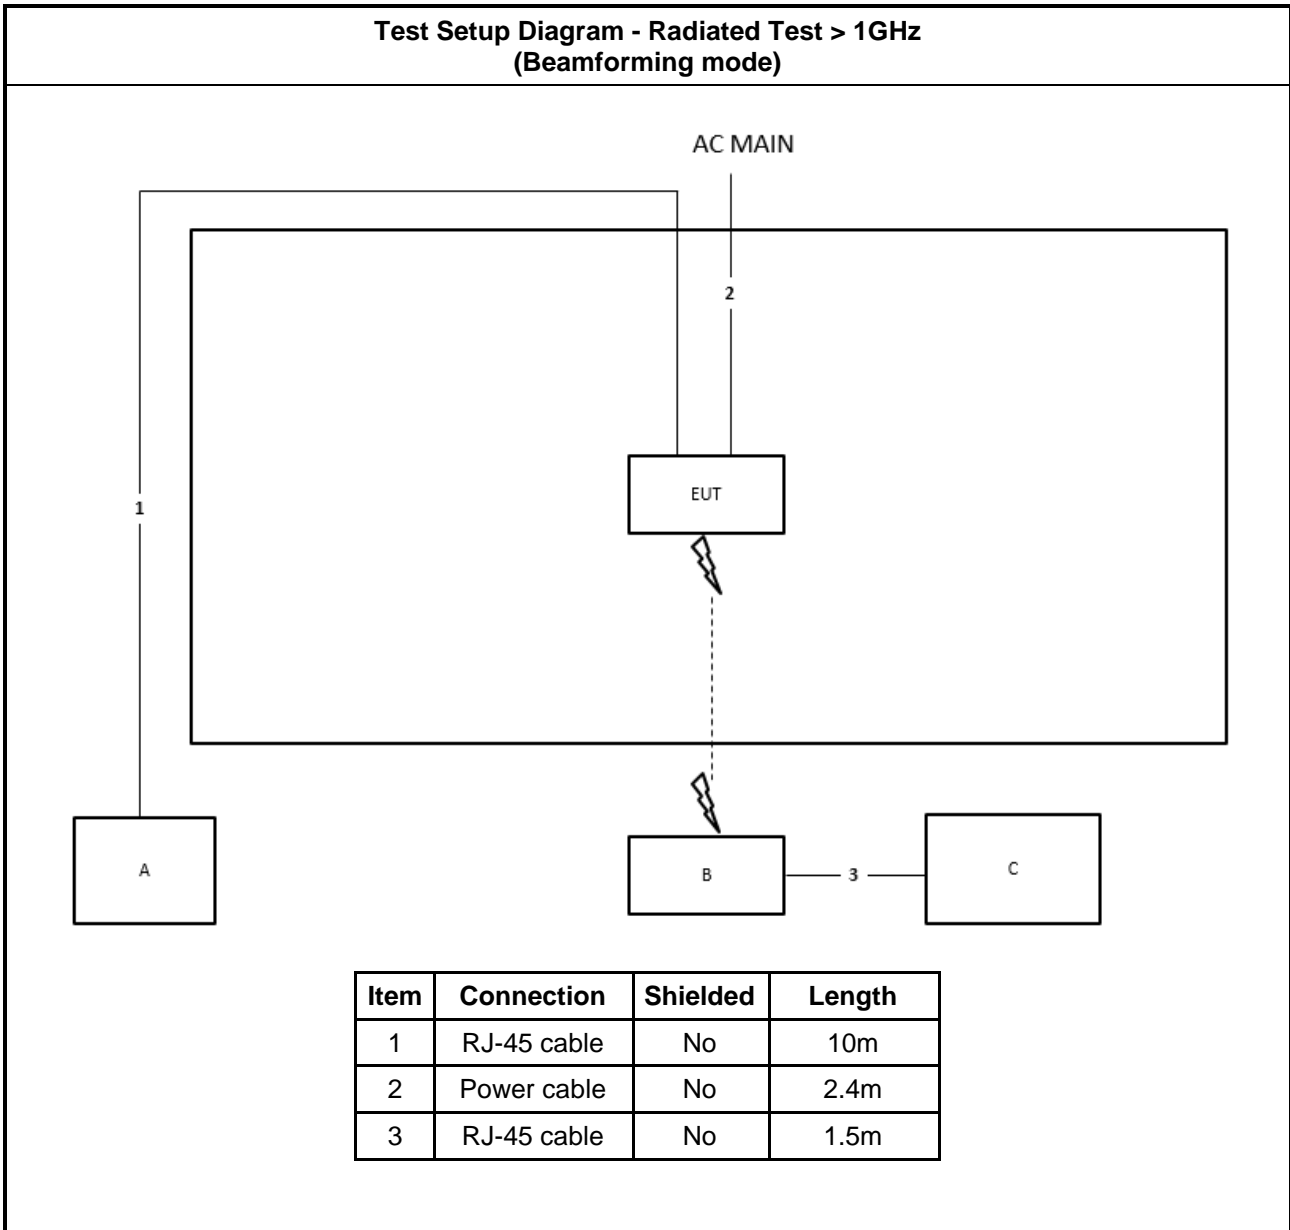 Test Setup Diagram - Radiated Test > 1GHz
(Beamforming mode)
AC MAIN
2
EUT
1
A
B
3
C
Item Connection Shielded Length
1 RJ-45 cable No 10m
2 Power cable No 2.4m
3 RJ-45 cable No 1.5m